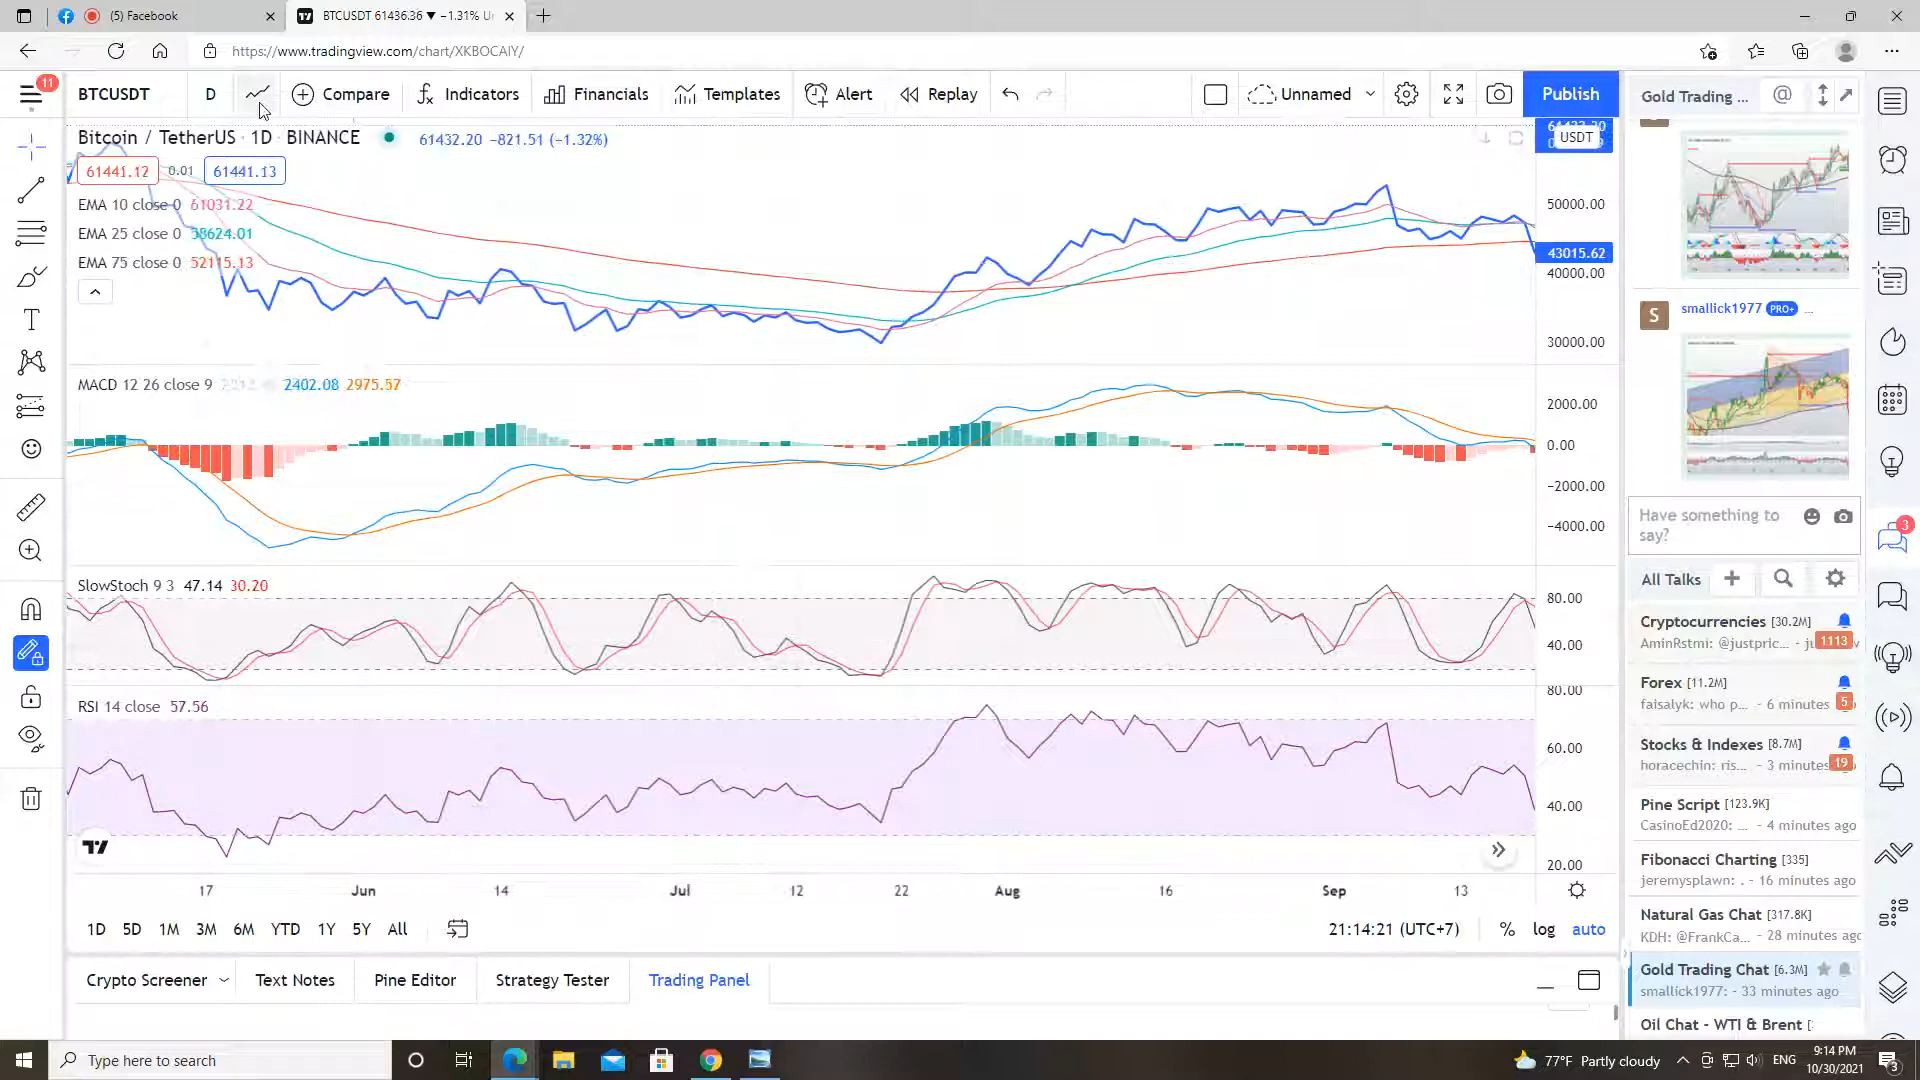 (5) Facebook
BTCUSDT 61436.36 ▼ −1.31% Ur
https://www.tradingview.com/chart/XKBOCAIY/
11
BTCUSDT
D
Compare
Indicators
Financials
Templates
Alert
Replay
Unnamed
Publish
Gold Trading ...
Bitcoin / TetherUS · 1D · BINANCE
61432.20 −821.51 (−1.32%)
USDT
61441.12 0.01 61441.13
EMA 10 close 0 61031.22
EMA 25 close 0 58624.01
EMA 75 close 0 52115.13
50000.00
43015.62
40000.00
30000.00
smallick1977 PRO+ ...
S
MACD 12 26 close 9 2402.08 2975.57
2000.00
0.00
−2000.00
−4000.00
Have something to
say?
3
SlowStoch 9 3 47.14 30.20
80.00
40.00
All Talks
Cryptocurrencies [30.2M]
AminRstmi: @justpric... - 1113
Forex [11.2M]
faisalyk: who p... - 6 minutes 5
Stocks & Indexes [8.7M]
horacechin: ris... - 3 minutes 19
Pine Script [123.9K]
CasinoEd2020: ... - 4 minutes ago
Fibonacci Charting [335]
jeremysplawn: . - 16 minutes ago
Natural Gas Chat [317.8K]
KDH: @FrankCa... - 28 minutes ago
Gold Trading Chat [6.3M]
smallick1977: - 33 minutes ago
Oil Chat - WTI & Brent [
RSI 14 close 57.56
80.00
60.00
40.00
20.00
17 Jun 14 Jul 12 22 Aug 16 Sep 13
1D 5D 1M 3M 6M YTD 1Y 5Y All
21:14:21 (UTC+7) % log auto
Crypto Screener
Text Notes
Pine Editor
Strategy Tester
Trading Panel
Type here to search
77°F Partly cloudy
ENG
9:14 PM
10/30/2021
3